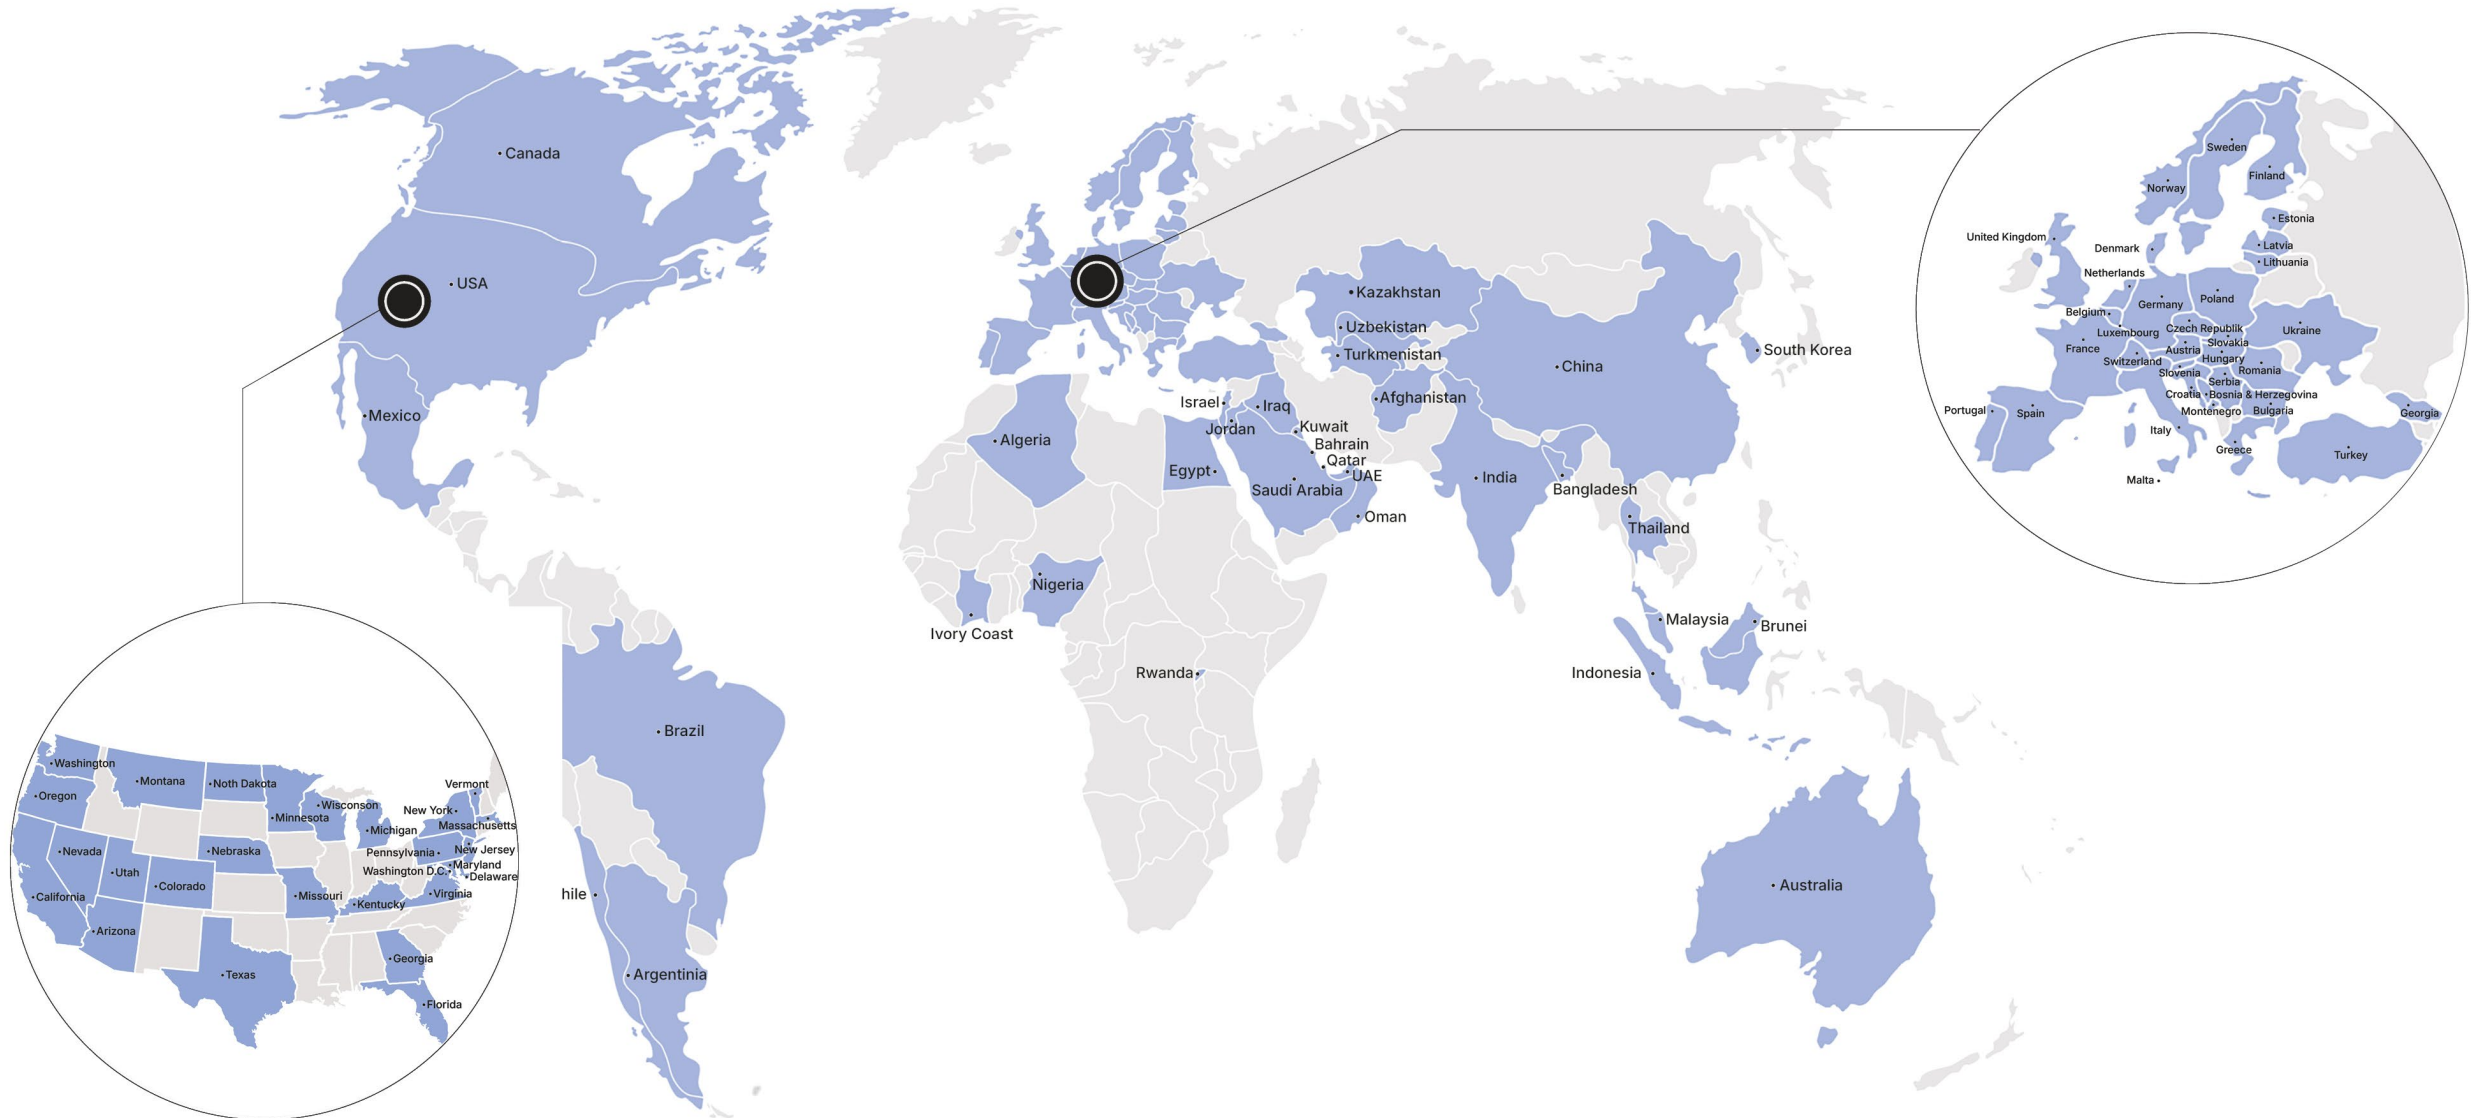 Canada
USA
Mexico
Brazil
hile
Argentinia
Algeria
Egypt
Nigeria
Ivory Coast
Rwanda
Israel
Jordan
Iraq
Kuwait
Bahrain
Qatar
UAE
Saudi Arabia
Oman
Kazakhstan
Uzbekistan
Turkmenistan
Afghanistan
China
South Korea
India
Bangladesh
Thailand
Malaysia
Brunei
Indonesia
Australia
Sweden
Finland
Norway
Estonia
United Kingdom
Denmark
Latvia
Lithuania
Netherlands
Germany
Poland
Belgium
Luxembourg
Czech Republik
Ukraine
Slovakia
France
Austria
Switzerland
Hungary
Slovenia
Romania
Serbia
Croatia
Bosnia & Herzegovina
Montenegro
Bulgaria
Portugal
Spain
Italy
Greece
Georgia
Turkey
Malta
Washington
Montana
Noth Dakota
Vermont
Oregon
Wisconson
New York
Minnesota
Massachusetts
Michigan
Nevada
Nebraska
Pennsylvania
New Jersey
Maryland
Utah
Washington D.C.
Delaware
Colorado
California
Missouri
Kentucky
Virginia
Arizona
Georgia
Texas
Florida